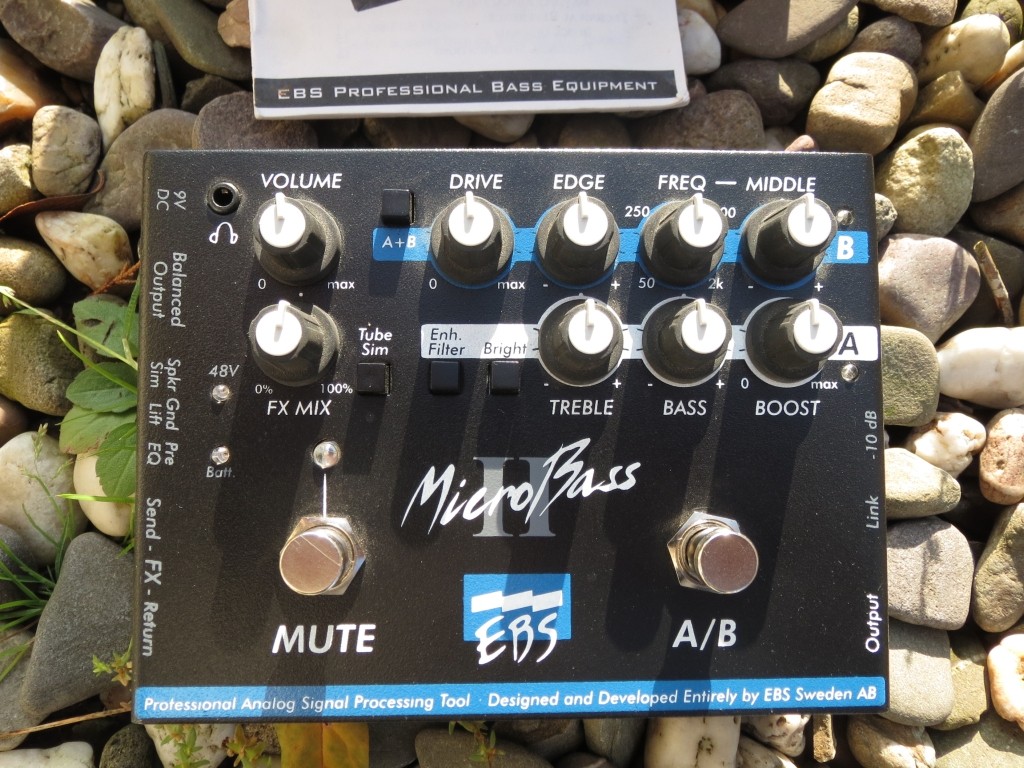 EBS PROFESSIONAL BASS EQUIPMENT
VOLUME
DRIVE
EDGE
FREQ — MIDDLE
9V
DC
250
A+B
B
0
max
0
max
-
+
50
2k
-
+
Balanced
Output
Tube
Sim
Enh.
Filter
Bright
A
48V
0%
100%
FX MIX
-
+
-
+
0
max
TREBLE
BASS
BOOST
Spkr Gnd Pre
Sim Lift EQ
Batt.
-10 dB
MicroBass
II
Link
Send - FX - Return
EBS
MUTE
A/B
Output
Professional Analog Signal Processing Tool · Designed and Developed Entirely by EBS Sweden AB